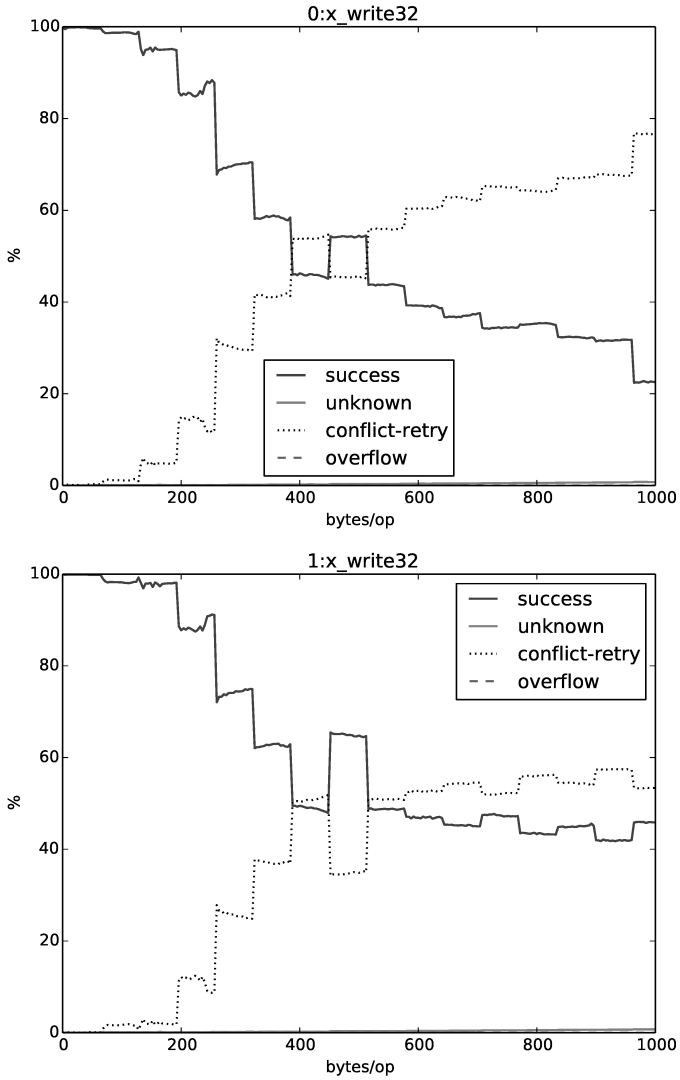 0:x_write32
100
80
60
40
20
0
%
success
unknown
conflict-retry
overflow
0 200 400 600 800 1000
bytes/op
1:x_write32
100
80
60
40
20
0
%
success
unknown
conflict-retry
overflow
0 200 400 600 800 1000
bytes/op